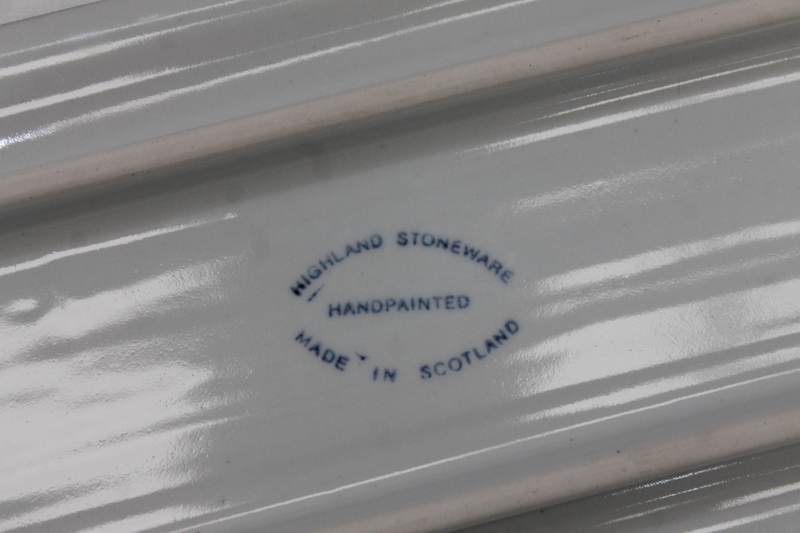 HIGHLAND STONEWARE
HANDPAINTED
MADE IN SCOTLAND